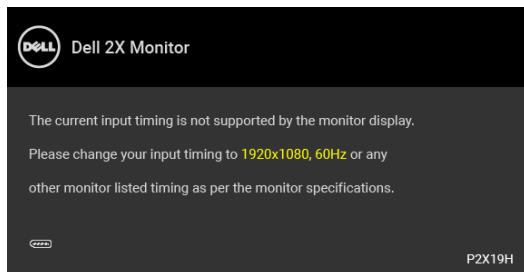 DELL
Dell 2X Monitor
The current input timing is not supported by the monitor display.
Please change your input timing to 1920x1080, 60Hz or any
other monitor listed timing as per the monitor specifications.
P2X19H